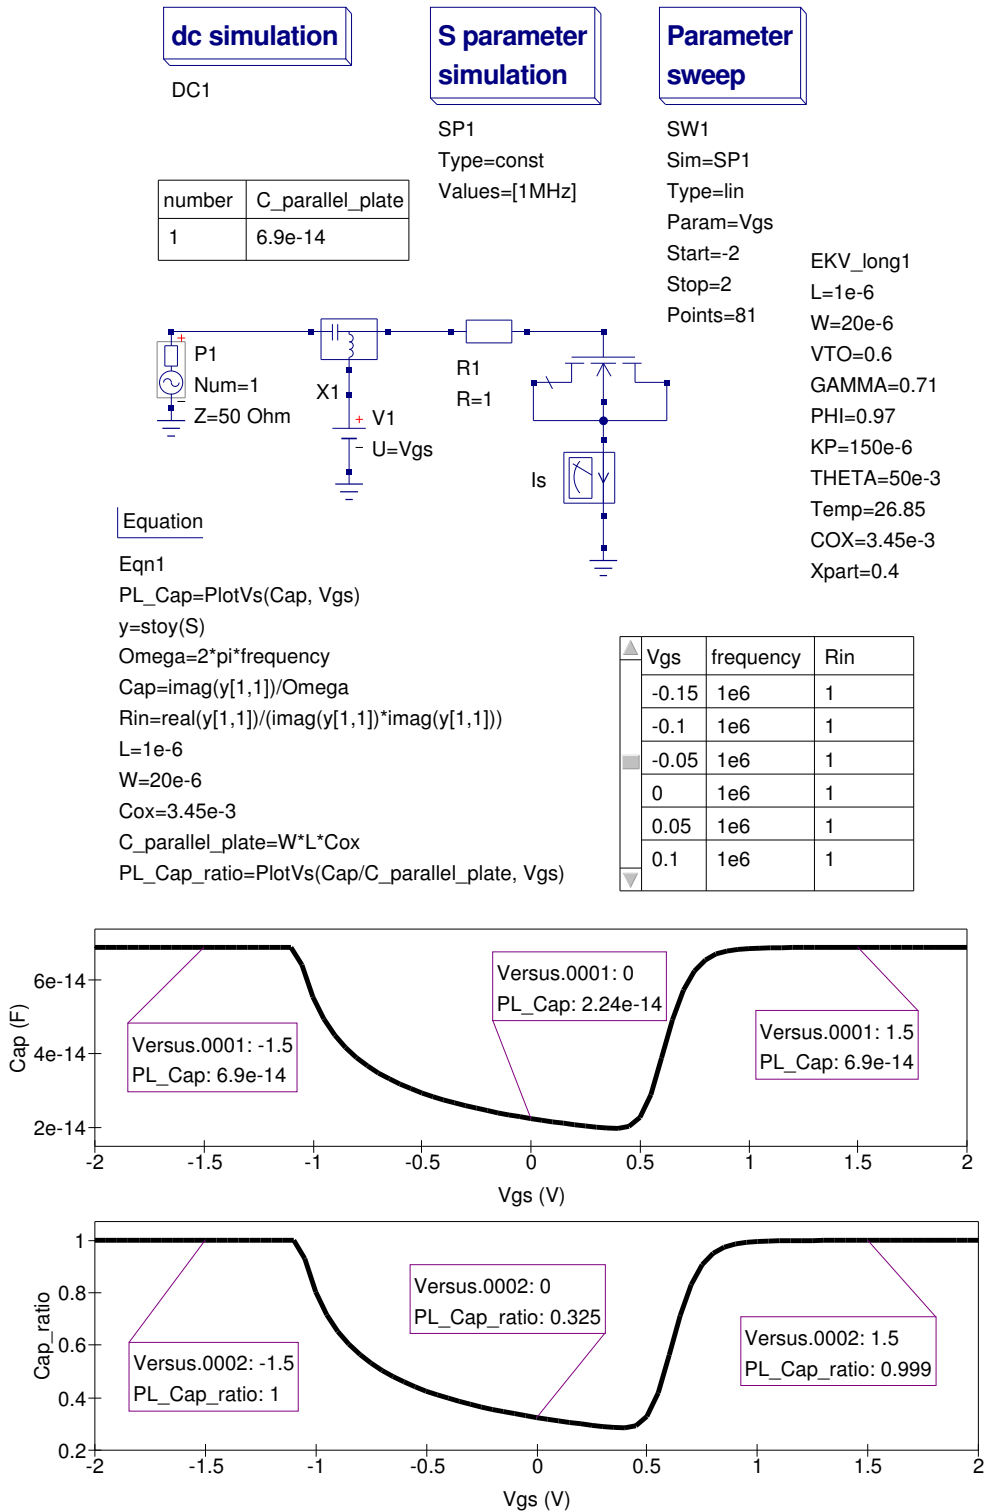 dc simulation
DC1
S parameter
simulation
SP1
Type=const
Values=[1MHz]
Parameter
sweep
SW1
Sim=SP1
Type=lin
Param=Vgs
Start=-2
Stop=2
Points=81
number C_parallel_plate
1 6.9e-14
EKV_long1
L=1e-6
W=20e-6
VTO=0.6
GAMMA=0.71
PHI=0.97
KP=150e-6
THETA=50e-3
Temp=26.85
COX=3.45e-3
Xpart=0.4
P1
Num=1
Z=50 Ohm
X1
V1
U=Vgs
R1
R=1
Is
Equation
Eqn1
PL_Cap=PlotVs(Cap, Vgs)
y=stoy(S)
Omega=2*pi*frequency
Cap=imag(y[1,1])/Omega
Rin=real(y[1,1])/(imag(y[1,1])*imag(y[1,1]))
L=1e-6
W=20e-6
Cox=3.45e-3
C_parallel_plate=W*L*Cox
PL_Cap_ratio=PlotVs(Cap/C_parallel_plate, Vgs)
Vgs frequency Rin
-0.15 1e6 1
-0.1 1e6 1
-0.05 1e6 1
0 1e6 1
0.05 1e6 1
0.1 1e6 1
Cap (F)
6e-14
4e-14
2e-14
Versus.0001: -1.5
PL_Cap: 6.9e-14
Versus.0001: 0
PL_Cap: 2.24e-14
Versus.0001: 1.5
PL_Cap: 6.9e-14
-2 -1.5 -1 -0.5 0 0.5 1 1.5 2
Vgs (V)
Cap_ratio
1
0.8
0.6
0.4
0.2
Versus.0002: -1.5
PL_Cap_ratio: 1
Versus.0002: 0
PL_Cap_ratio: 0.325
Versus.0002: 1.5
PL_Cap_ratio: 0.999
-2 -1.5 -1 -0.5 0 0.5 1 1.5 2
Vgs (V)